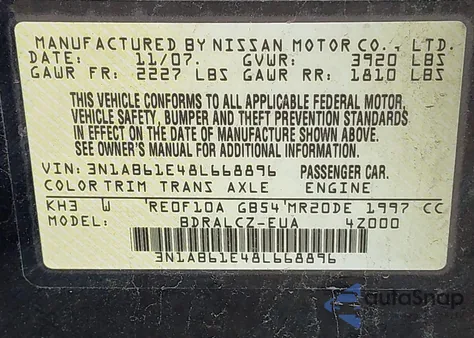 MANUFACTURED BY NISSAN MOTOR CO., LTD.
DATE: 11/07. GVWR: 3920 LBS
GAWR FR: 2227 LBS GAWR RR: 1810 LBS
THIS VEHICLE CONFORMS TO ALL APPLICABLE FEDERAL MOTOR
VEHICLE SAFETY, BUMPER AND THEFT PREVENTION STANDARDS
IN EFFECT ON THE DATE OF MANUFACTURE SHOWN ABOVE.
SEE OWNER'S MANUAL FOR ADDITIONAL INFORMATION.
VIN: 3N1AB61E48L668896 PASSENGER CAR.
COLOR TRIM TRANS AXLE ENGINE
KH3 W RE0F10A GB54 MR20DE 1997 CC
BDRALCZ-EUA 4Z000
3N1AB61E48L668896
autoSnap